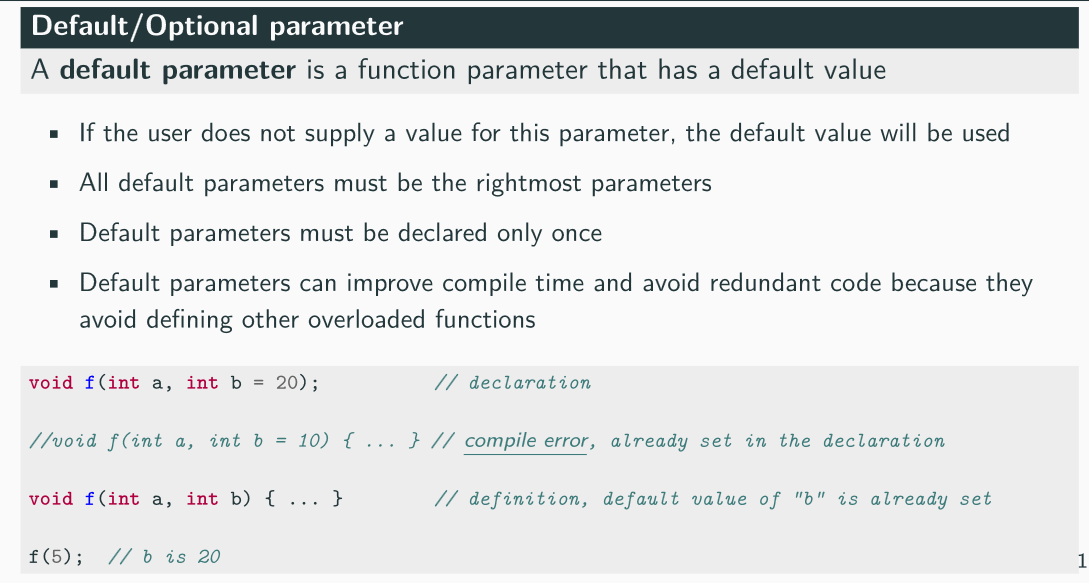 Default/Optional parameter
A default parameter is a function parameter that has a default value
▪ If the user does not supply a value for this parameter, the default value will be used
▪ All default parameters must be the rightmost parameters
▪ Default parameters must be declared only once
▪ Default parameters can improve compile time and avoid redundant code because they
avoid defining other overloaded functions
void f(int a, int b = 20);          // declaration
//void f(int a, int b = 10) { ... } // compile error, already set in the declaration
void f(int a, int b) { ... }        // definition, default value of "b" is already set
f(5);  // b is 20
1